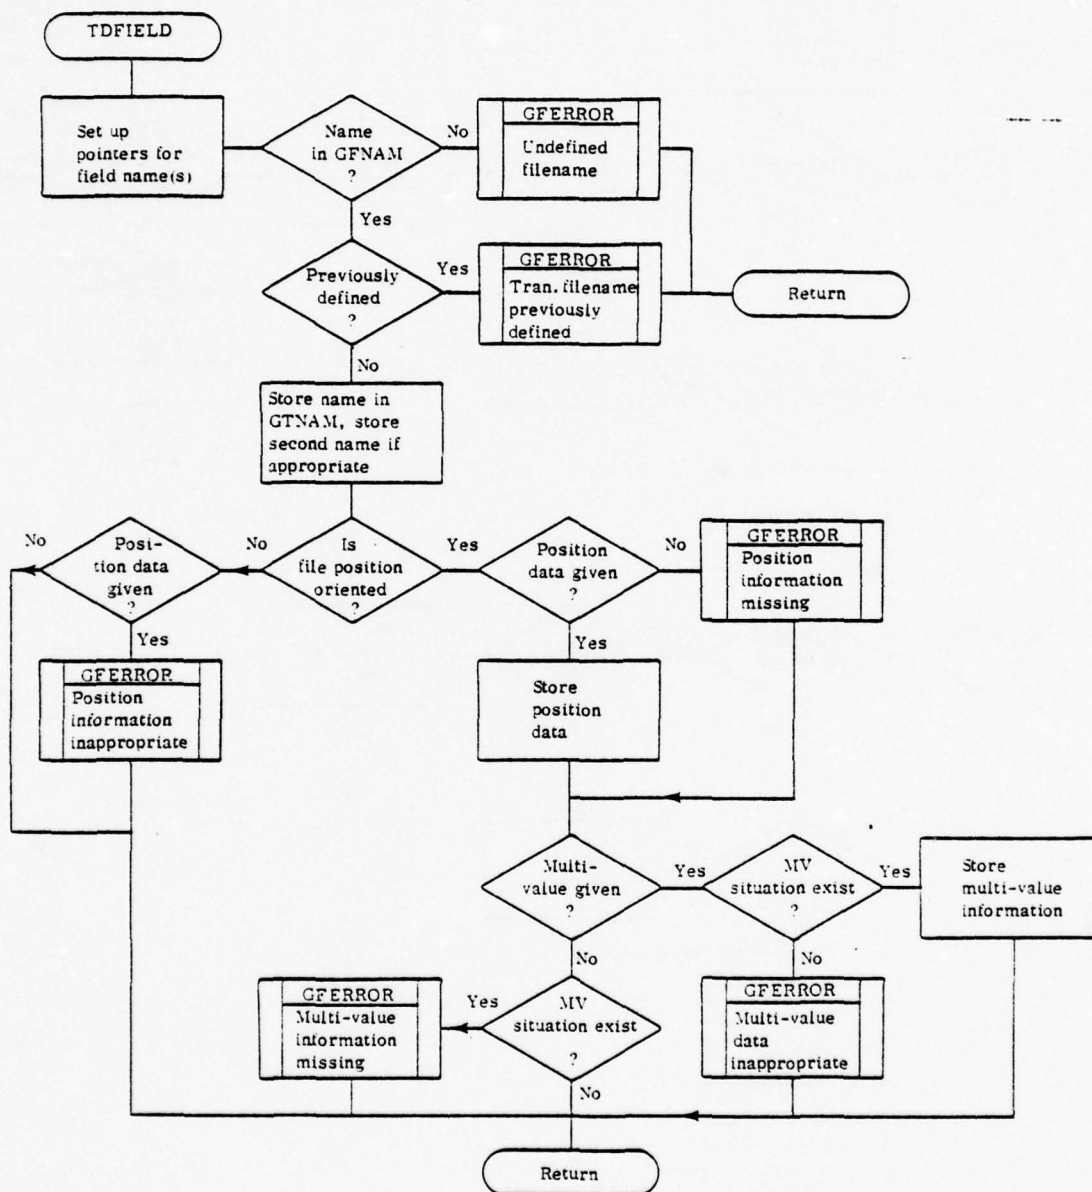 TDFIELD
Set up
pointers for
field name(s)
Name
in GFNAM
?
No
GFERROR
Undefined
filename
Yes
Previously
defined
?
Yes
GFERROR
Tran. filename
previously
defined
Return
No
Store name in
GTNAM, store
second name if
appropriate
No
Posi-
tion data
given
?
No
Is
file position
oriented
?
Yes
Position
data given
?
No
GFERROR
Position
information
missing
Yes
GFERROR
Position
information
inappropriate
Yes
Store
position
data
Multi-
value given
?
Yes
MV
situation exist
?
Yes
Store
multi-value
information
No
No
GFERROR
Multi-value
information
missing
Yes
MV
situation exist
?
GFERROR
Multi-value
data
inappropriate
No
Return